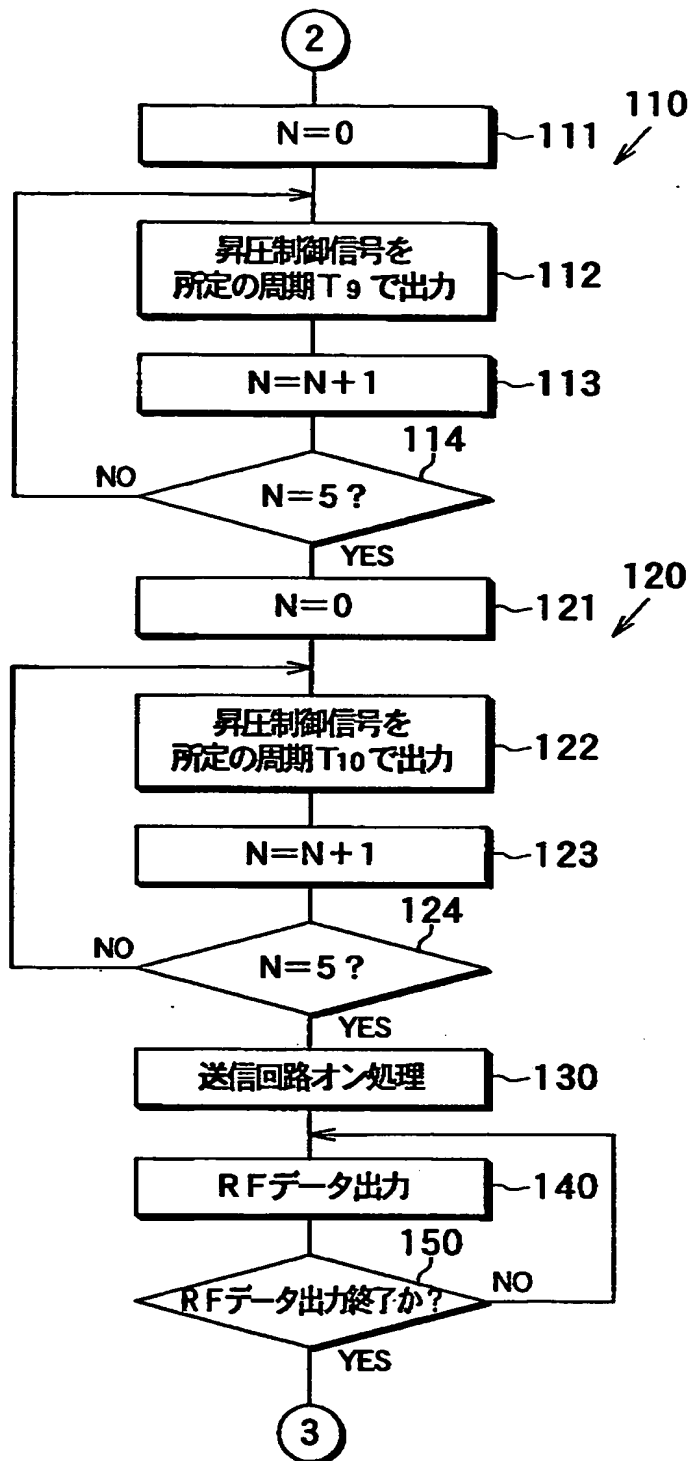 2
N=0
111
110
昇圧制御信号を
所定の周期T9で出力
112
N=N+1
113
114
NO
N=5?
YES
N=0
121
120
昇圧制御信号を
所定の周期T10で出力
122
N=N+1
123
124
NO
N=5?
YES
送信回路オン処理
130
RFデータ出力
140
150
RFデータ出力終了か?
NO
YES
3